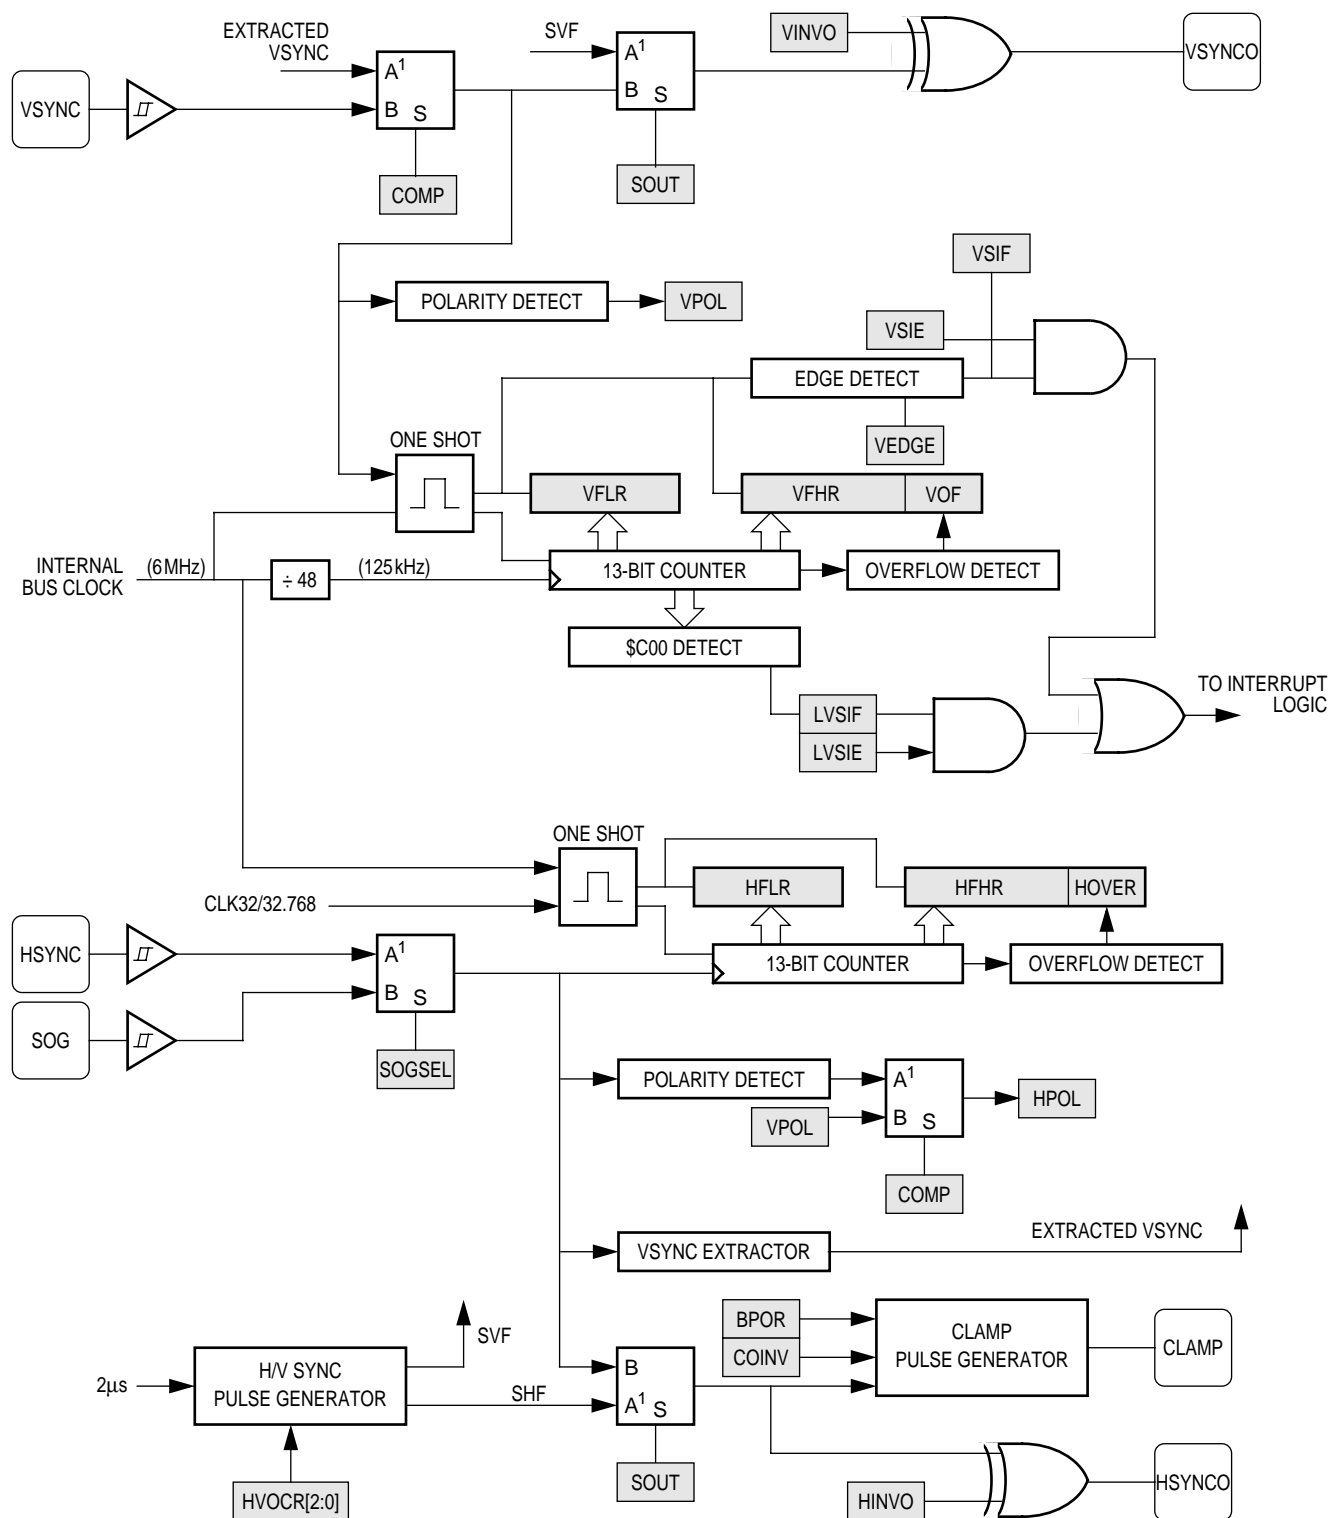 EXTRACTED
VSYNC
SVF
VINVO
VSYNCO
A1
B S
A1
B S
VSYNC
COMP
SOUT
VSIF
POLARITY DETECT
VPOL
VSIE
EDGE DETECT
VEDGE
ONE SHOT
VFLR
VFHR
VOF
INTERNAL
BUS CLOCK
(6MHz)
÷ 48
(125kHz)
13-BIT COUNTER
OVERFLOW DETECT
$C00 DETECT
TO INTERRUPT
LOGIC
LVSIF
LVSIE
ONE SHOT
HFLR
HFHR
HOVER
CLK32/32.768
HSYNC
A1
B S
13-BIT COUNTER
OVERFLOW DETECT
SOG
SOGSEL
POLARITY DETECT
A1
B S
HPOL
VPOL
COMP
VSYNC EXTRACTOR
EXTRACTED VSYNC
SVF
BPOR
COINV
CLAMP
PULSE GENERATOR
CLAMP
2µs
H/V SYNC
PULSE GENERATOR
SHF
B
A1 S
HVOCR[2:0]
SOUT
HINVO
HSYNCO